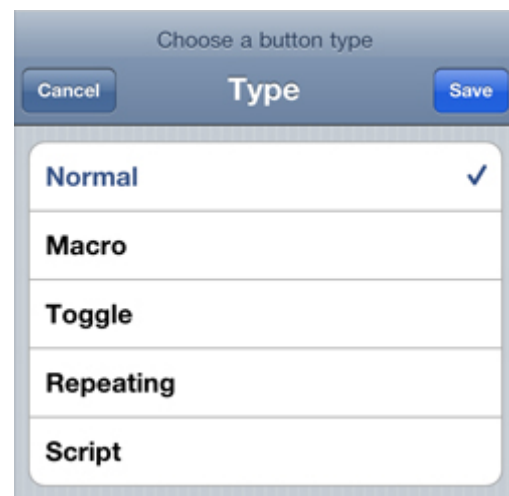 Choose a button type
Cancel Type Save
Normal
Macro
Toggle
Repeating
Script